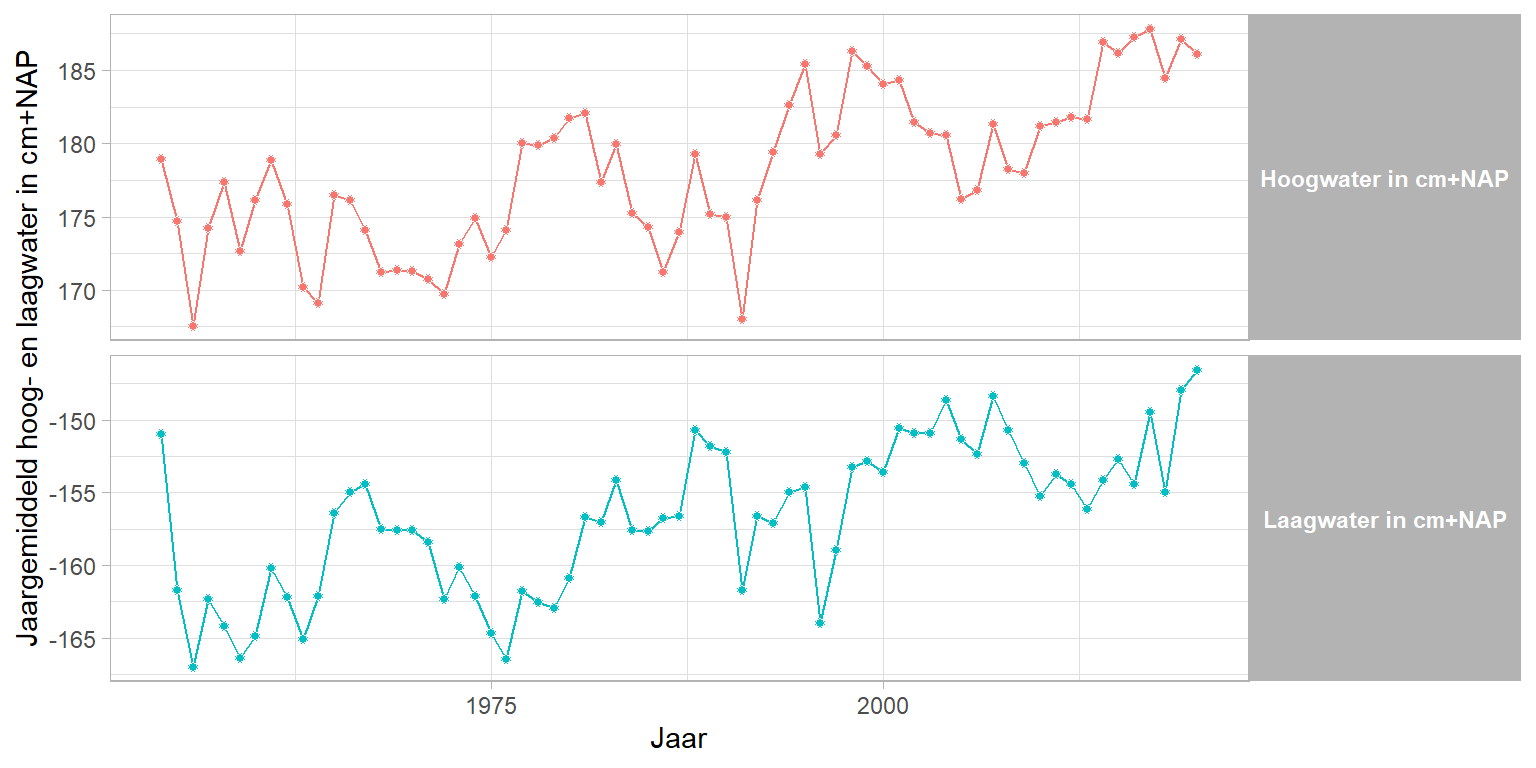 Jaargemiddeld hoog- en laagwater in cm+NAP
185
180
175
170
Hoogwater in cm+NAP
-150
-155
-160
-165
Laagwater in cm+NAP
1975
2000
Jaar